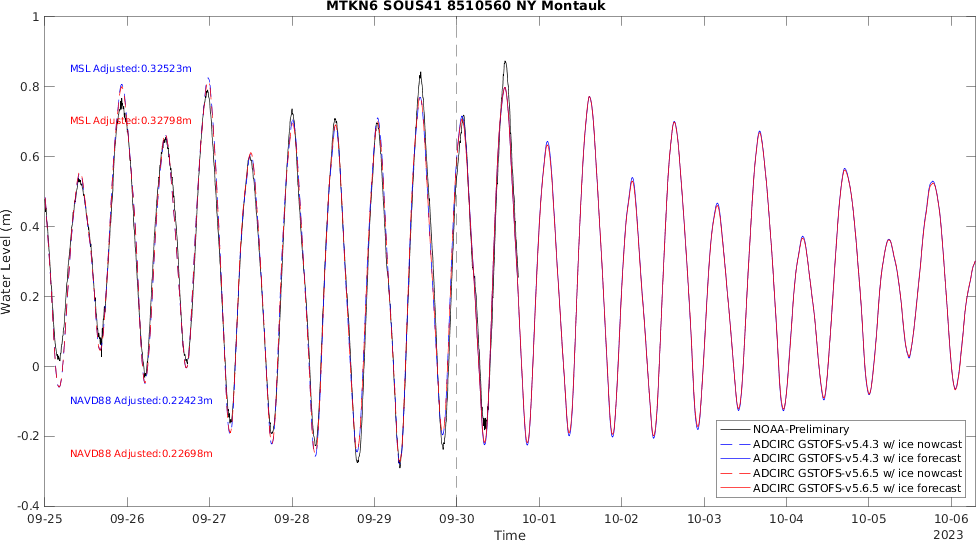 MTKN6 SOUS41 8510560 NY Montauk
1
0.8
0.6
0.4
0.2
0
-0.2
-0.4
Water Level (m)
MSL Adjusted:0.32523m
MSL Adjusted:0.32798m
NAVD88 Adjusted:0.22423m
NAVD88 Adjusted:0.22698m
NOAA-Preliminary
ADCIRC GSTOFS-v5.4.3 w/ ice nowcast
ADCIRC GSTOFS-v5.4.3 w/ ice forecast
ADCIRC GSTOFS-v5.6.5 w/ ice nowcast
ADCIRC GSTOFS-v5.6.5 w/ ice forecast
09-25 09-26 09-27 09-28 09-29 09-30 10-01 10-02 10-03 10-04 10-05 10-06
Time
2023